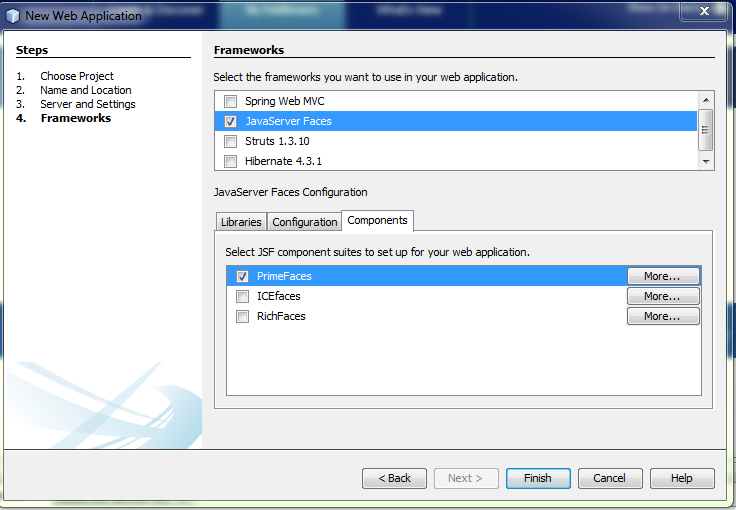 New Web Application
Steps
1. Choose Project
2. Name and Location
3. Server and Settings
4. Frameworks
Frameworks
Select the frameworks you want to use in your web application.
Spring Web MVC
JavaServer Faces
Struts 1.3.10
Hibernate 4.3.1
JavaServer Faces Configuration
Libraries Configuration Components
Select JSF component suites to set up for your web application.
PrimeFaces More...
ICEfaces More...
RichFaces More...
< Back Next > Finish Cancel Help